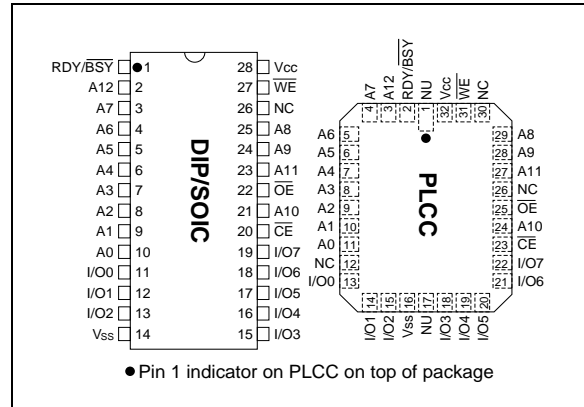 RDY/BSY 1 28 Vcc
A12 2 27 WE
A7 3 26 NC
A6 4 25 A8
A5 5 24 A9
A4 6 23 A11
A3 7 22 OE
A2 8 21 A10
A1 9 20 CE
A0 10 19 I/O7
I/O0 11 18 I/O6
I/O1 12 17 I/O5
I/O2 13 16 I/O4
VSS 14 15 I/O3
DIP/SOIC
A7 A12 RDY/BSY NU Vcc WE NC
4 3 2 1 32 31 30
A6 5 29 A8
A5 6 28 A9
A4 7 27 A11
A3 8 26 NC
A2 9 25 OE
A1 10 24 A10
A0 11 23 CE
NC 12 22 I/O7
I/O0 13 21 I/O6
PLCC
14 15 16 17 18 19 20
I/O1 I/O2 Vss NU I/O3 I/O4 I/O5
● Pin 1 indicator on PLCC on top of package